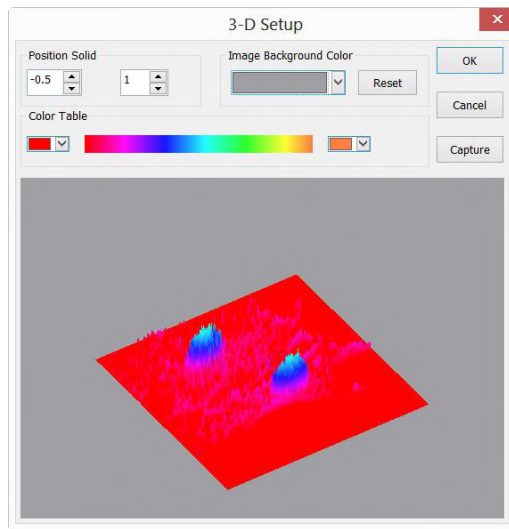 3-D Setup
Position Solid
-0.5
1
Image Background Color
Reset
OK
Cancel
Color Table
Capture